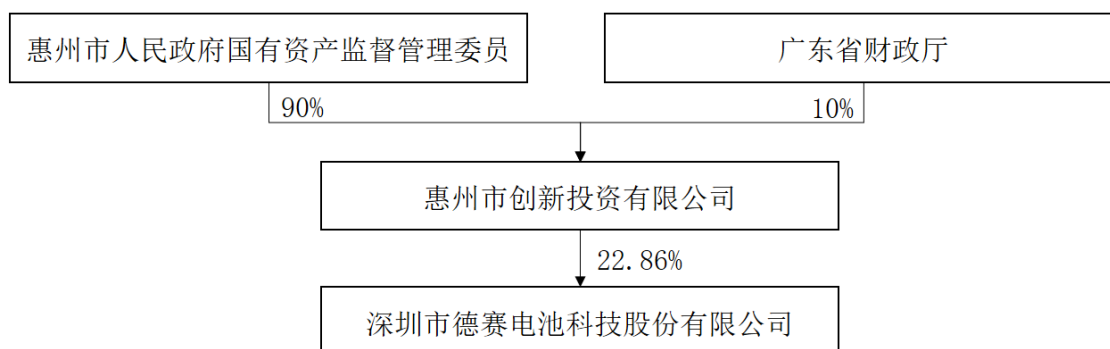 惠州市人民政府国有资产监督管理委员
广东省财政厅
90%
10%
惠州市创新投资有限公司
22.86%
深圳市德赛电池科技股份有限公司